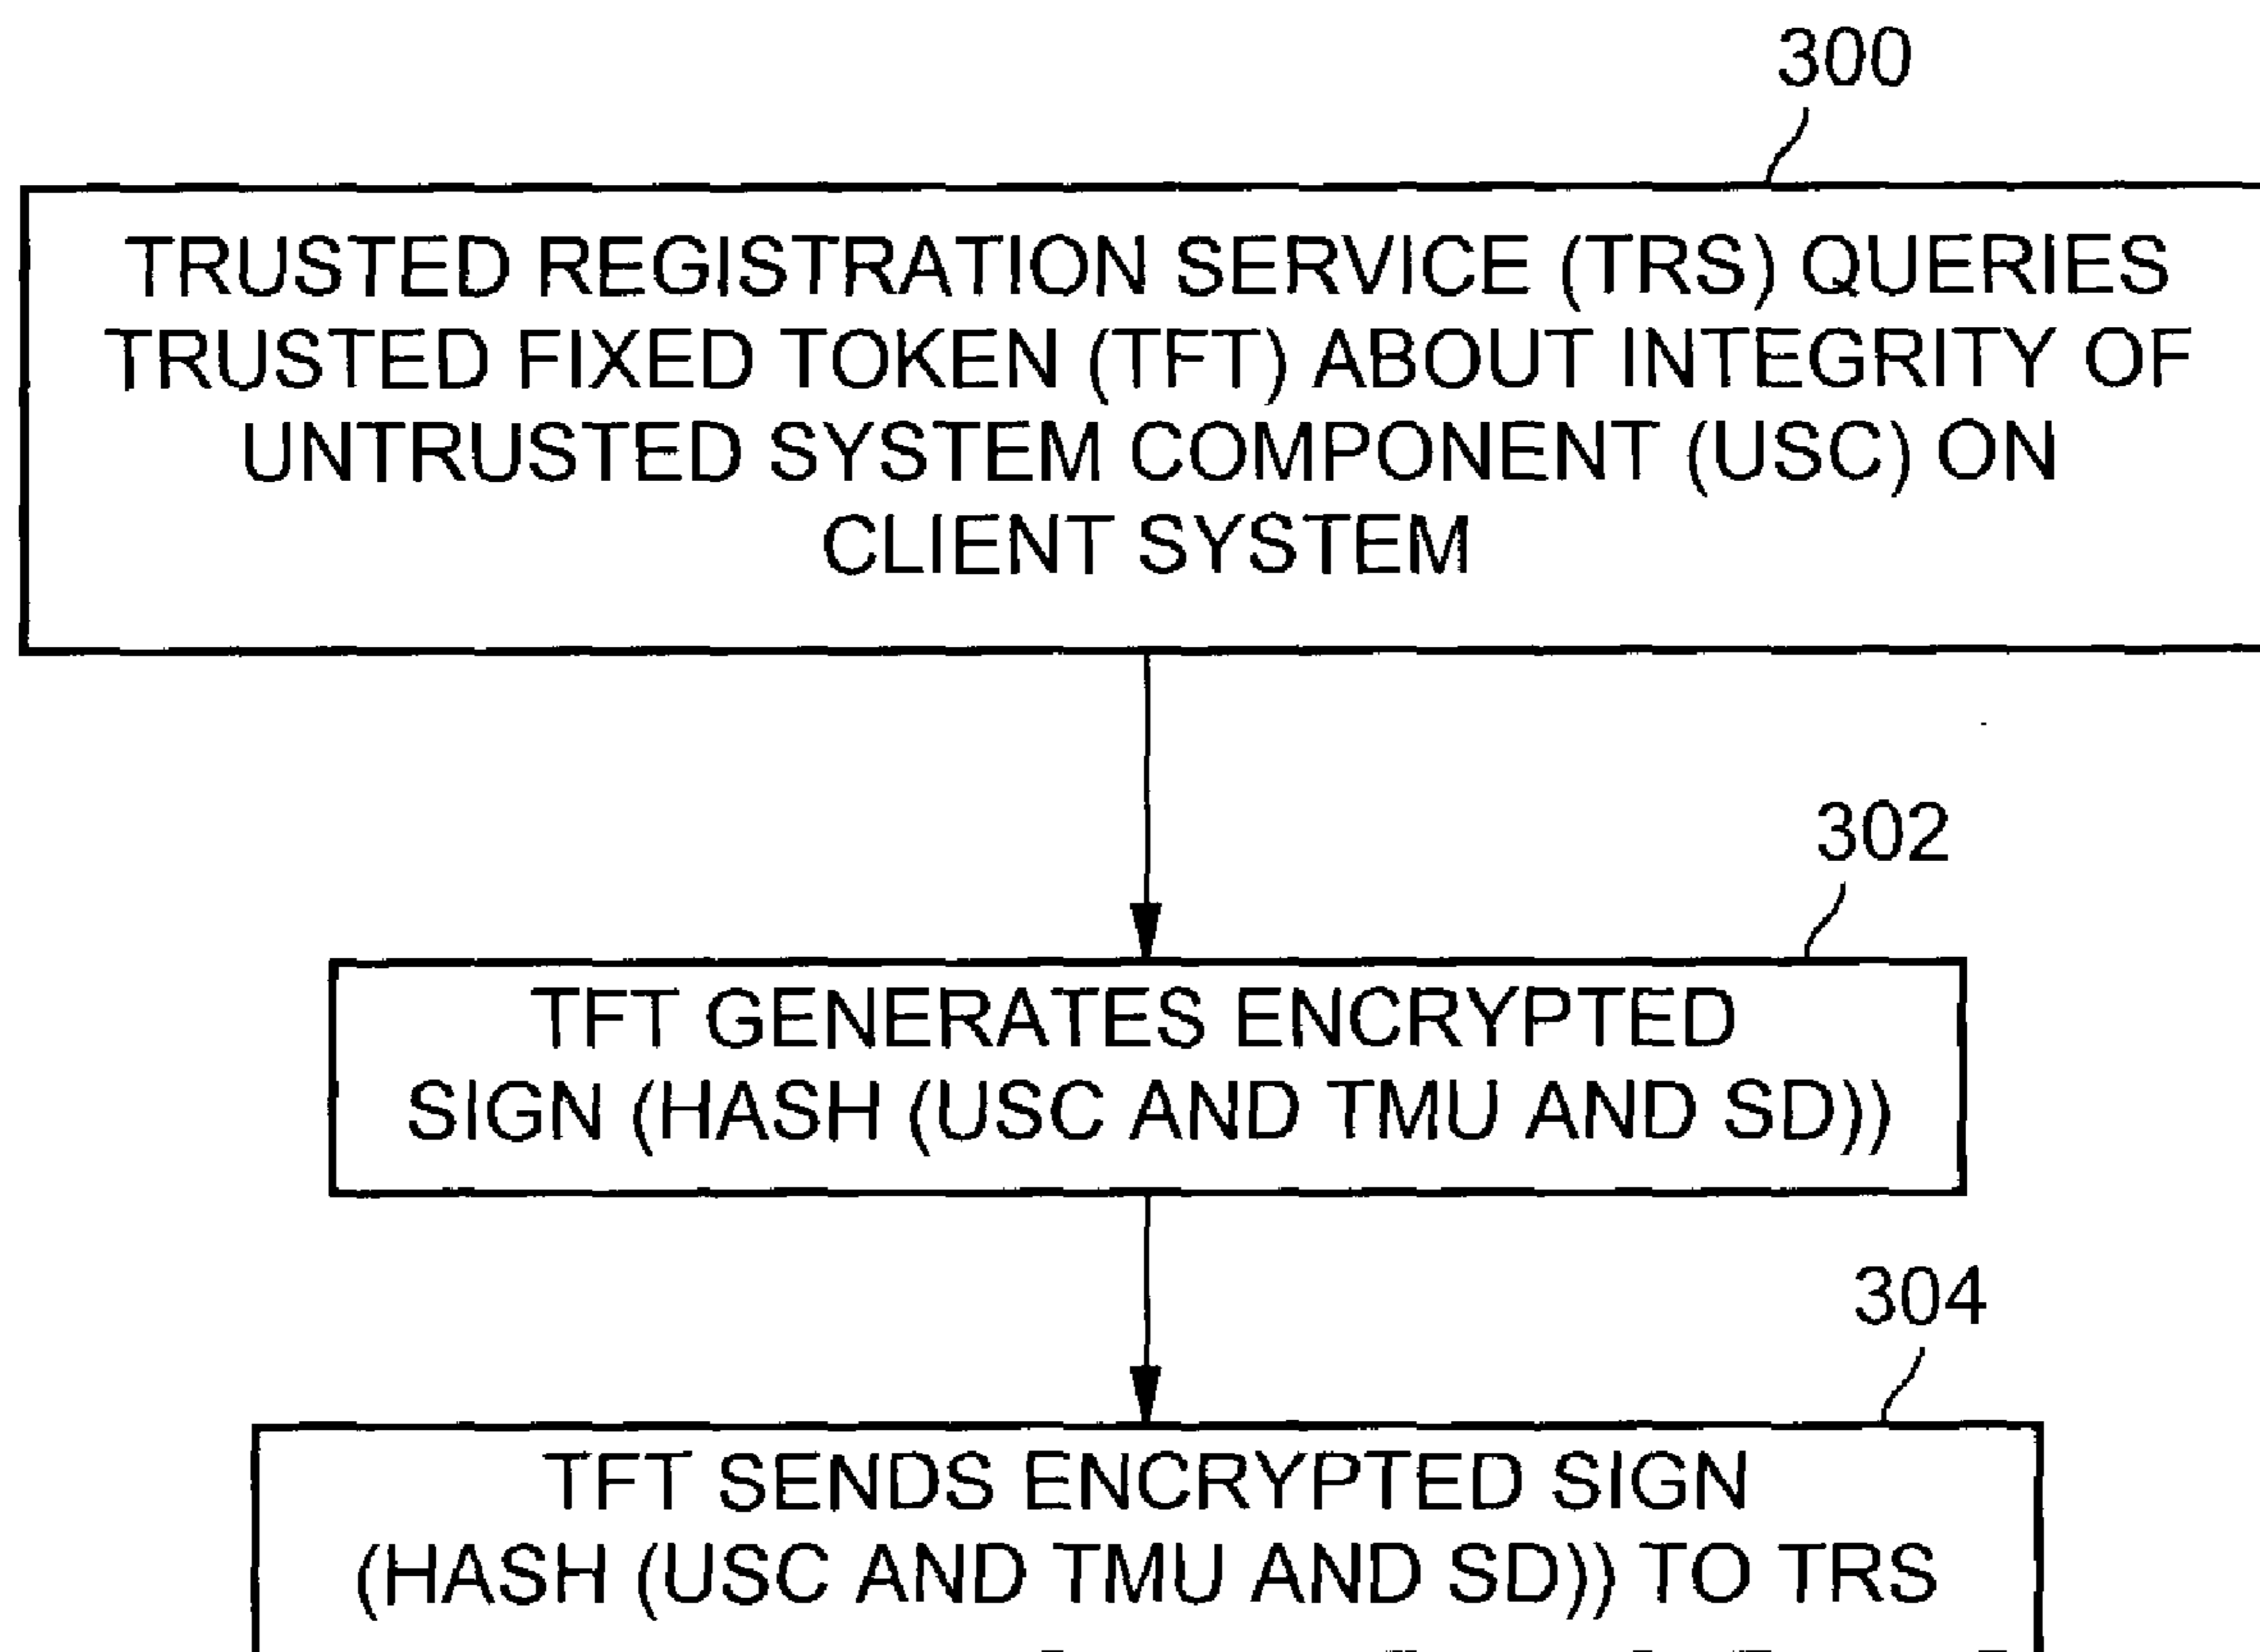 300
TRUSTED REGISTRATION SERVICE (TRS) QUERIES
TRUSTED FIXED TOKEN (TFT) ABOUT INTEGRITY OF
UNTRUSTED SYSTEM COMPONENT (USC) ON
CLIENT SYSTEM
302
TFT GENERATES ENCRYPTED
SIGN (HASH (USC AND TMU AND SD))
304
TFT SENDS ENCRYPTED SIGN
(HASH (USC AND TMU AND SD)) TO TRS